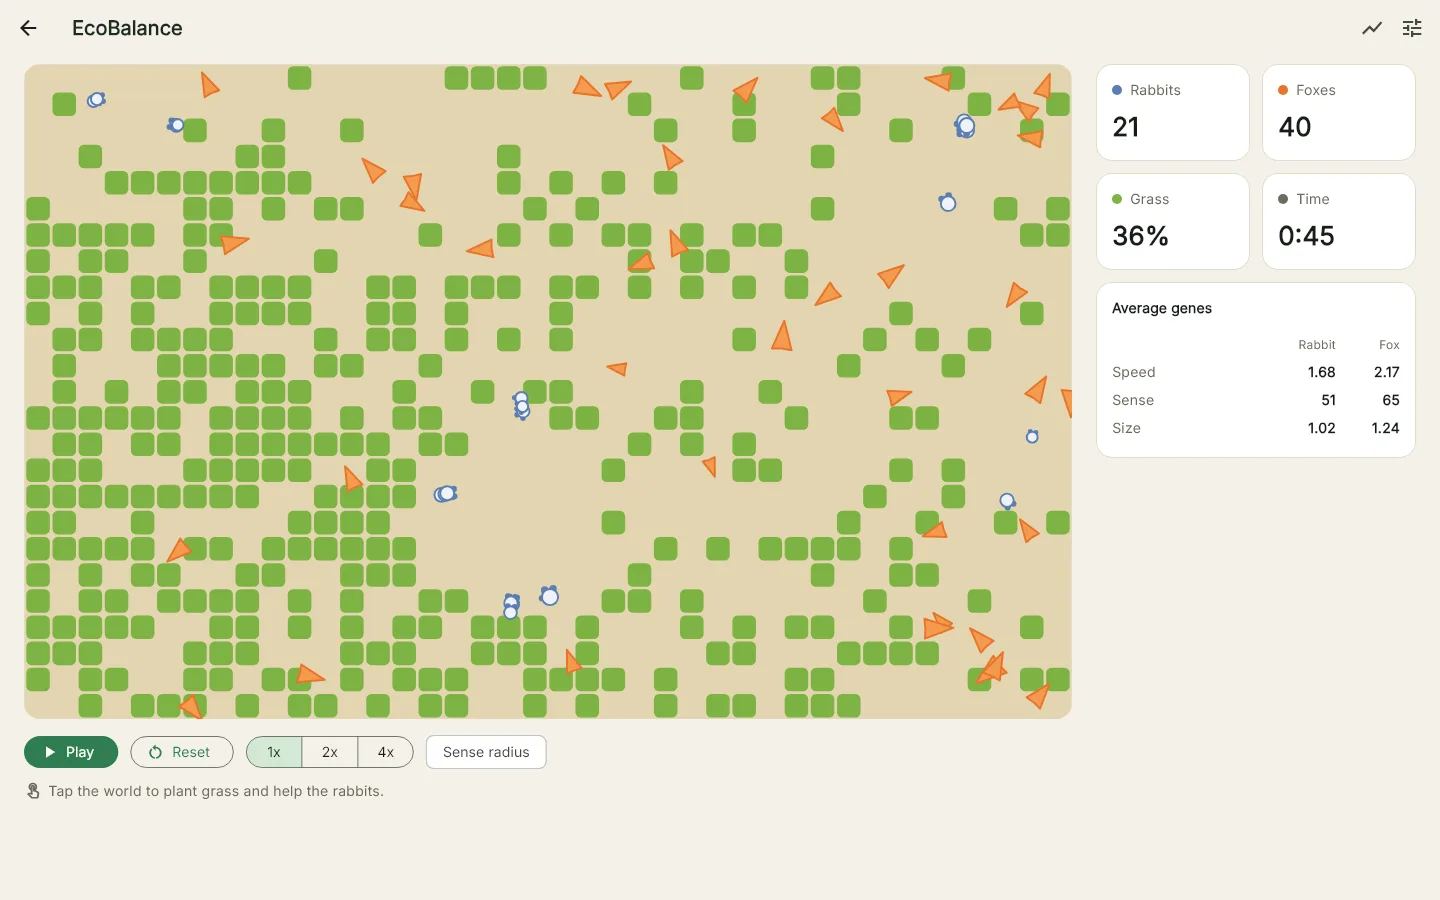 EcoBalance
Rabbits
21
Foxes
40
Grass
36%
Time
0:45
Average genes
Rabbit Fox
Speed 1.68 2.17
Sense 51 65
Size 1.02 1.24
Play Reset 1x 2x 4x Sense radius
Tap the world to plant grass and help the rabbits.